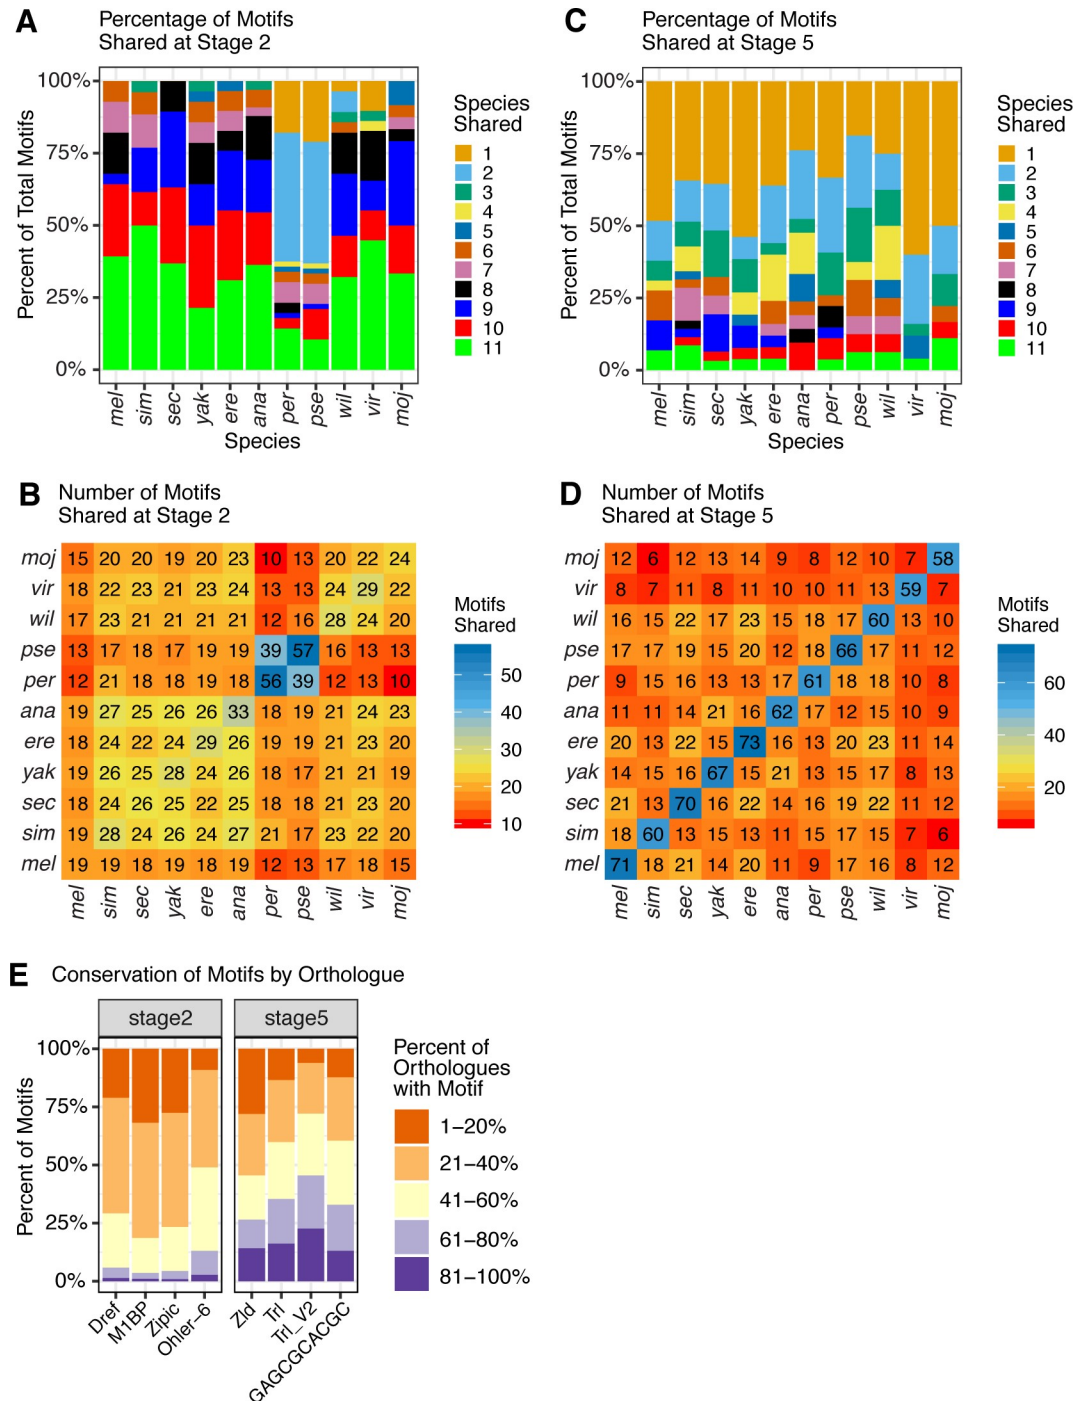 A
Percentage of Motifs
Shared at Stage 2
Percent of Total Motifs
100%
75%
50%
25%
0%
mel sim sec yak ere ana per pse wil vir moj
Species
Species
Shared
1
2
3
4
5
6
7
8
9
10
11
C
Percentage of Motifs
Shared at Stage 5
Percent of Total Motifs
100%
75%
50%
25%
0%
mel sim sec yak ere ana per pse wil vir moj
Species
Species
Shared
1
2
3
4
5
6
7
8
9
10
11
B
Number of Motifs
Shared at Stage 2
moj 15 20 20 19 20 23 10 13 20 22 24
vir 18 22 23 21 23 24 13 13 24 29 22
wil 17 23 21 21 21 21 12 16 28 24 20
pse 13 17 18 17 19 19 39 57 16 13 13
per 12 21 18 18 19 18 56 39 12 13 10
ana 19 27 25 26 26 33 18 19 21 24 23
ere 18 24 22 24 29 26 19 19 21 23 20
yak 19 26 25 28 24 26 18 17 21 21 19
sec 18 24 26 25 22 25 18 18 21 23 20
sim 19 28 24 26 24 27 21 17 23 22 20
mel 19 19 18 19 18 19 12 13 17 18 15
mel sim sec yak ere ana per pse wil vir moj
Motifs
Shared
50
40
30
20
10
D
Number of Motifs
Shared at Stage 5
moj 12 6 12 13 14 9 8 12 10 7 58
vir 8 7 11 8 11 10 10 11 13 59 7
wil 16 15 22 17 23 15 18 17 60 13 10
pse 17 17 19 15 20 12 18 66 17 11 12
per 9 15 16 13 13 17 61 18 18 10 8
ana 11 11 14 21 16 62 17 12 15 10 9
ere 20 13 22 15 73 16 13 20 23 11 14
yak 14 15 16 67 15 21 13 15 17 8 13
sec 21 13 70 16 22 14 16 19 22 11 12
sim 18 60 13 15 13 11 15 17 15 7 6
mel 71 18 21 14 20 11 9 17 16 8 12
mel sim sec yak ere ana per pse wil vir moj
Motifs
Shared
60
40
20
E
Conservation of Motifs by Orthologue
stage2
stage5
Percent of Motifs
100%
75%
50%
25%
0%
Dref M1BP Zipic Ohler-6
Zld Trl Trl_V2 GAGCGCACGC
Percent of
Orthologues
with Motif
1-20%
21-40%
41-60%
61-80%
81-100%